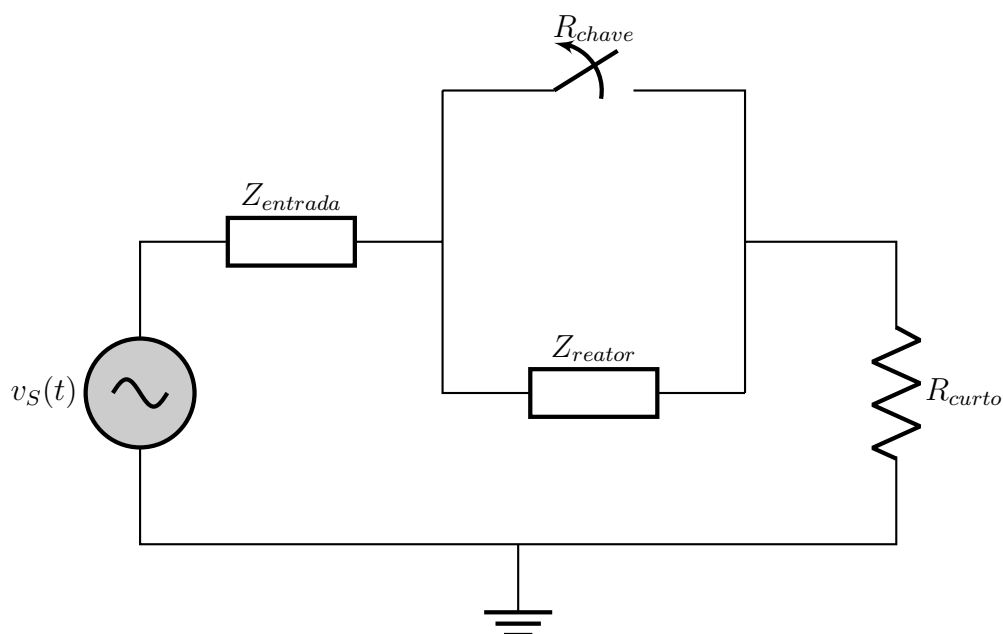 R_chave
Z_entrada
Z_reator
v_S(t)
R_curto